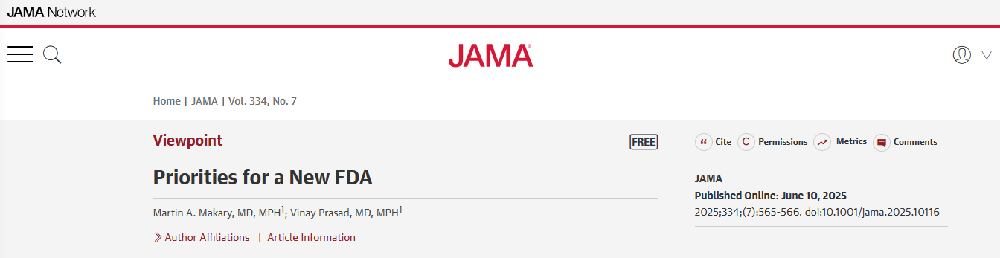 JAMA Network
JAMA®
Home | JAMA | Vol. 334, No. 7
Viewpoint
FREE
Priorities for a New FDA
Martin A. Makary, MD, MPH1; Vinay Prasad, MD, MPH1
Author Affiliations | Article Information
“ Cite C Permissions Metrics Comments
JAMA
Published Online: June 10, 2025
2025;334;(7):565-566. doi:10.1001/jama.2025.10116